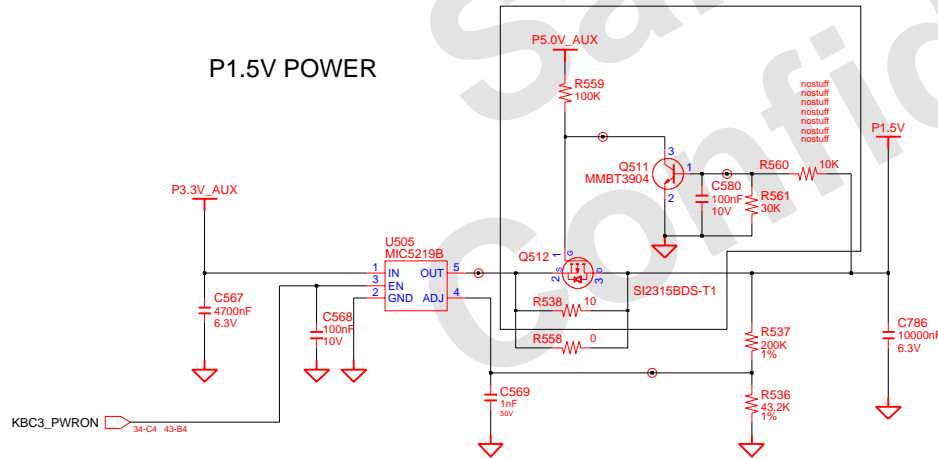 Sa
Confid
P1.5V POWER
P5.0V_AUX
R559
100K
nostuff
nostuff
nostuff
nostuff
nostuff
nostuff
nostuff
P1.5V
3
Q511
MMBT3904
1
2
C580
100nF
10V
R560
10K
R561
30K
P3.3V_AUX
U505
MIC5219B
1 IN OUT 5
3 EN
2 GND ADJ 4
Q512
1
G
2
S
3
D
SI2315BDS-T1
C567
4700nF
6.3V
C568
100nF
10V
R538 10
R558 0
R537
200K
1%
C786
10000nF
6.3V
C569
1nF
50V
R536
43.2K
1%
KBC3_PWRON
34-C4 43-B4